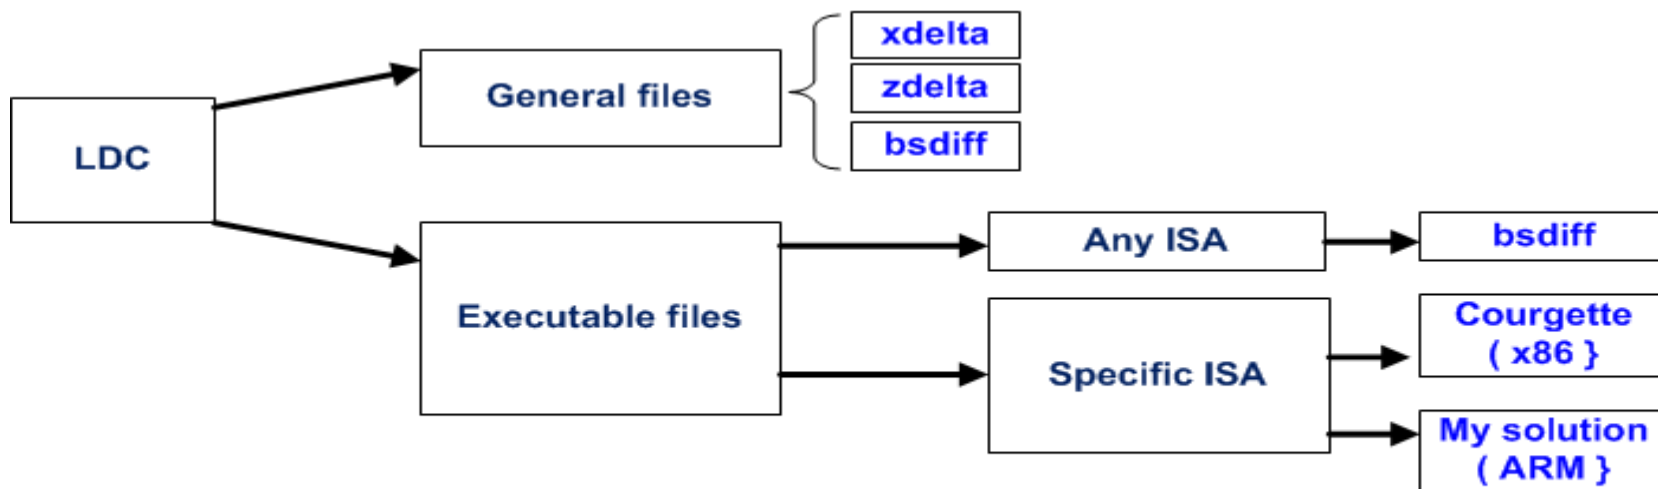 LDC
General files
xdelta
zdelta
bsdiff
Executable files
Any ISA
bsdiff
Specific ISA
Courgette
( x86 }
My solution
( ARM }